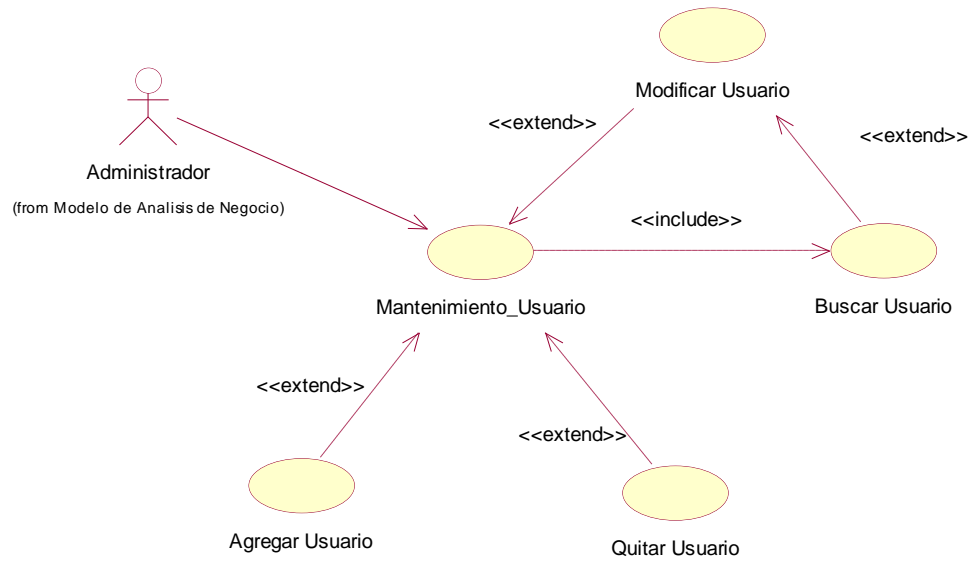 Modificar Usuario
<<extend>>
<<extend>>
Administrador
(from Modelo de Analisis de Negocio)
<<include>>
Mantenimiento_Usuario
Buscar Usuario
<<extend>>
<<extend>>
Agregar Usuario
Quitar Usuario